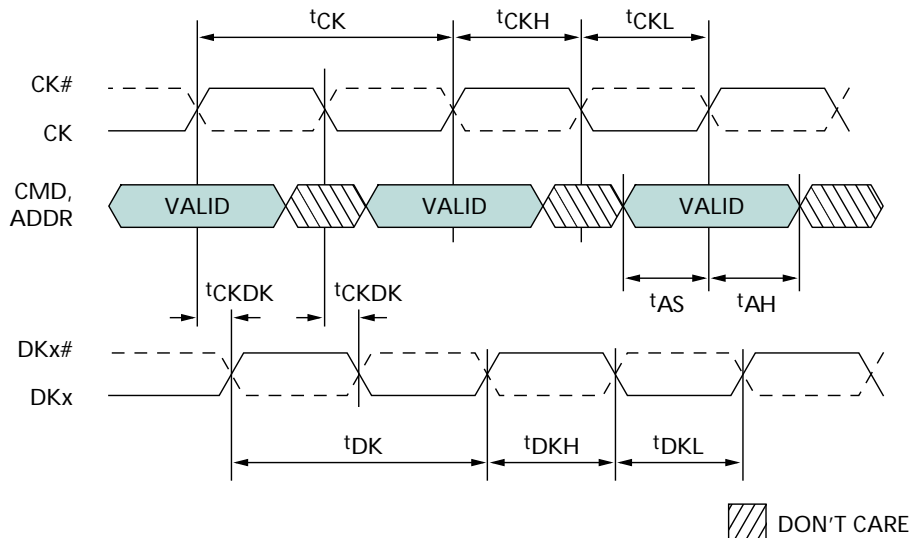 tCK tCKH tCKL
CK#
CK
CMD,
ADDR
VALID VALID VALID
tCKDK tCKDK tAS tAH
DKx#
DKx
tDK tDKH tDKL
DON'T CARE